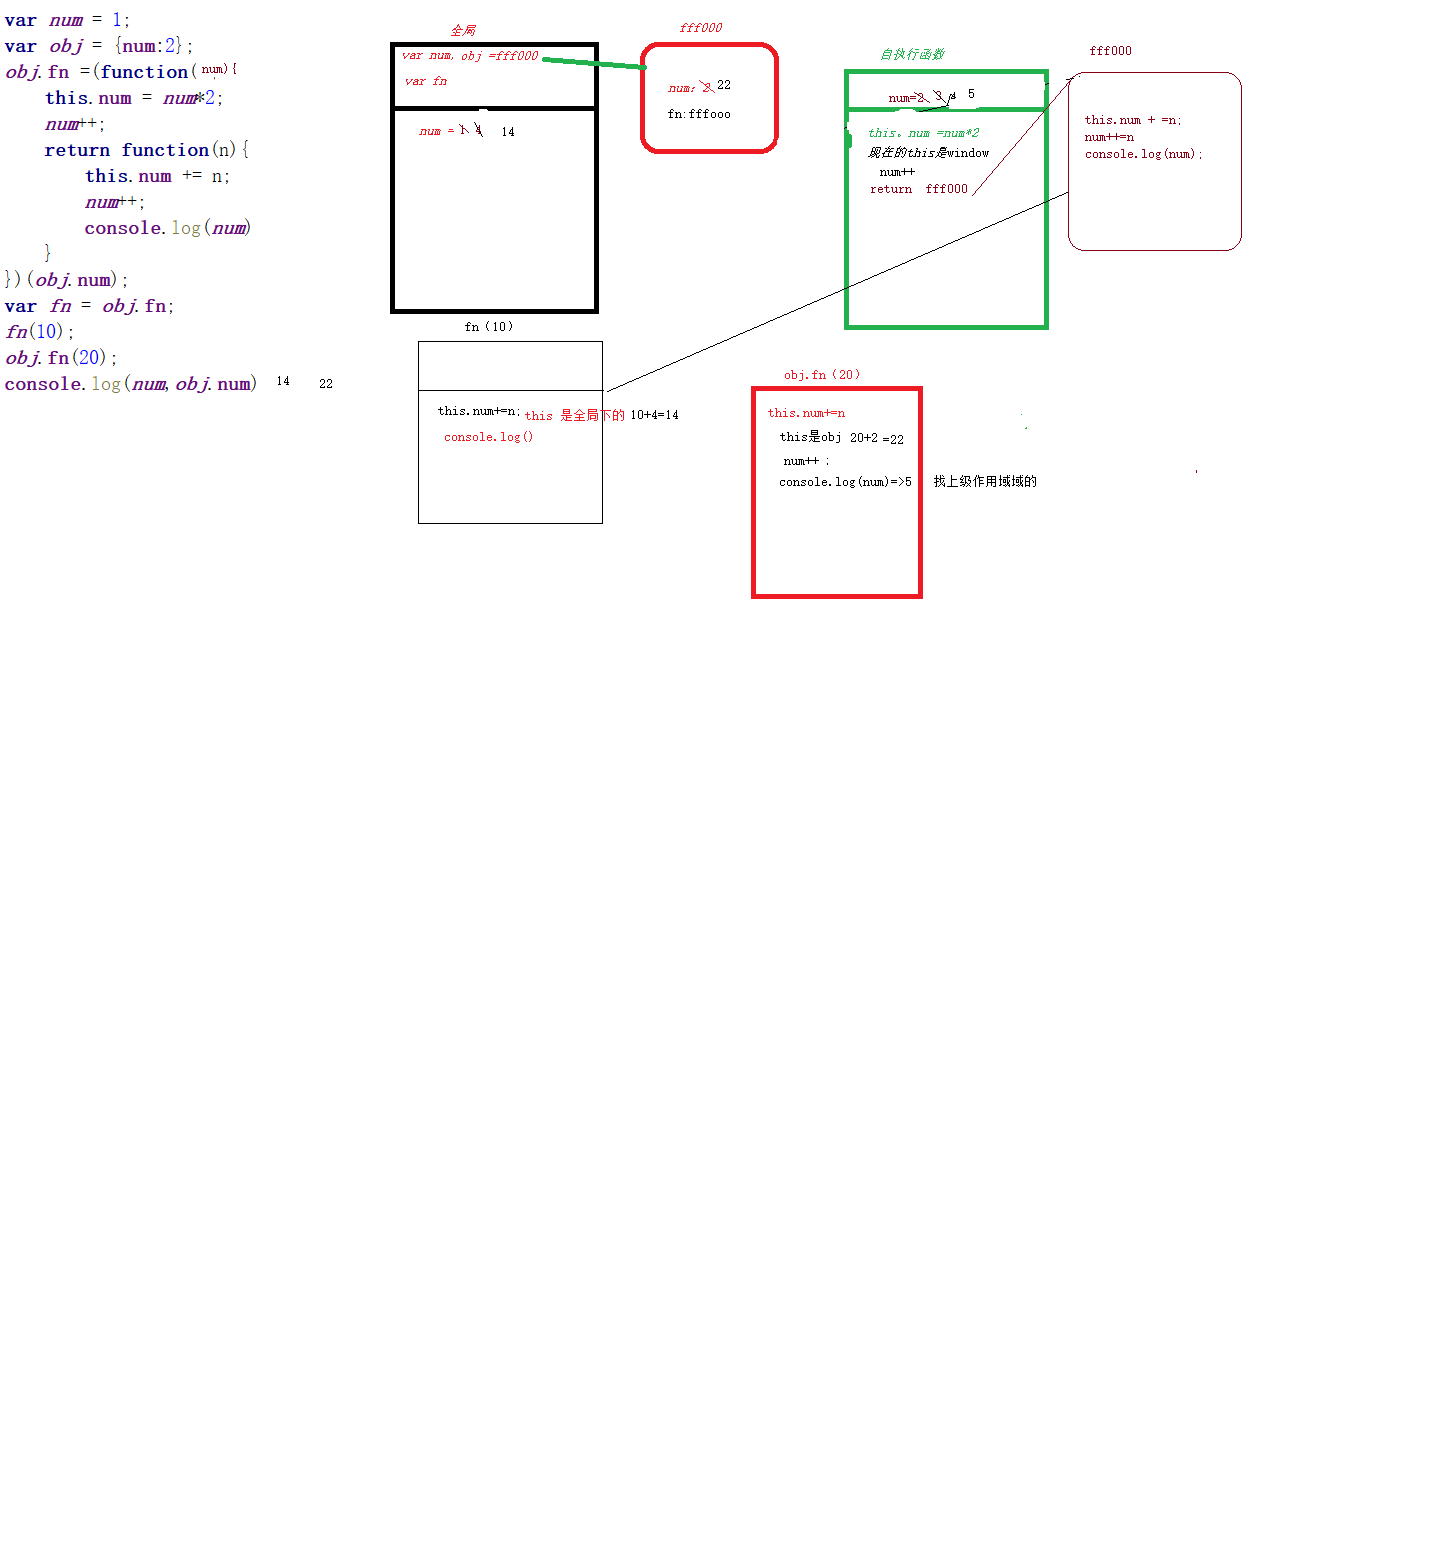 var num = 1;
var obj = {num:2};
obj.fn =(function(num){
this.num = num*2;
num++;
return function(n){
this.num += n;
num++;
console.log(num)
}
})(obj.num);
var fn = obj.fn;
fn(10);
obj.fn(20);
console.log(num,obj.num) 14 22
全局
var num, obj =fff000
var fn
num = 1 4 14
fff000
num: 2 22
fn:fffooo
自执行函数
num=2 3 4 5
this。num =num*2
现在的this是window
num++
return fff000
fff000
this.num + =n;
num++=n
console.log(num);
fn（10）
this.num+=n; this 是全局下的 10+4=14
console.log()
obj.fn（20）
this.num+=n
this是obj 20+2 =22
num++ ;
console.log(num)=>5 找上级作用域域的